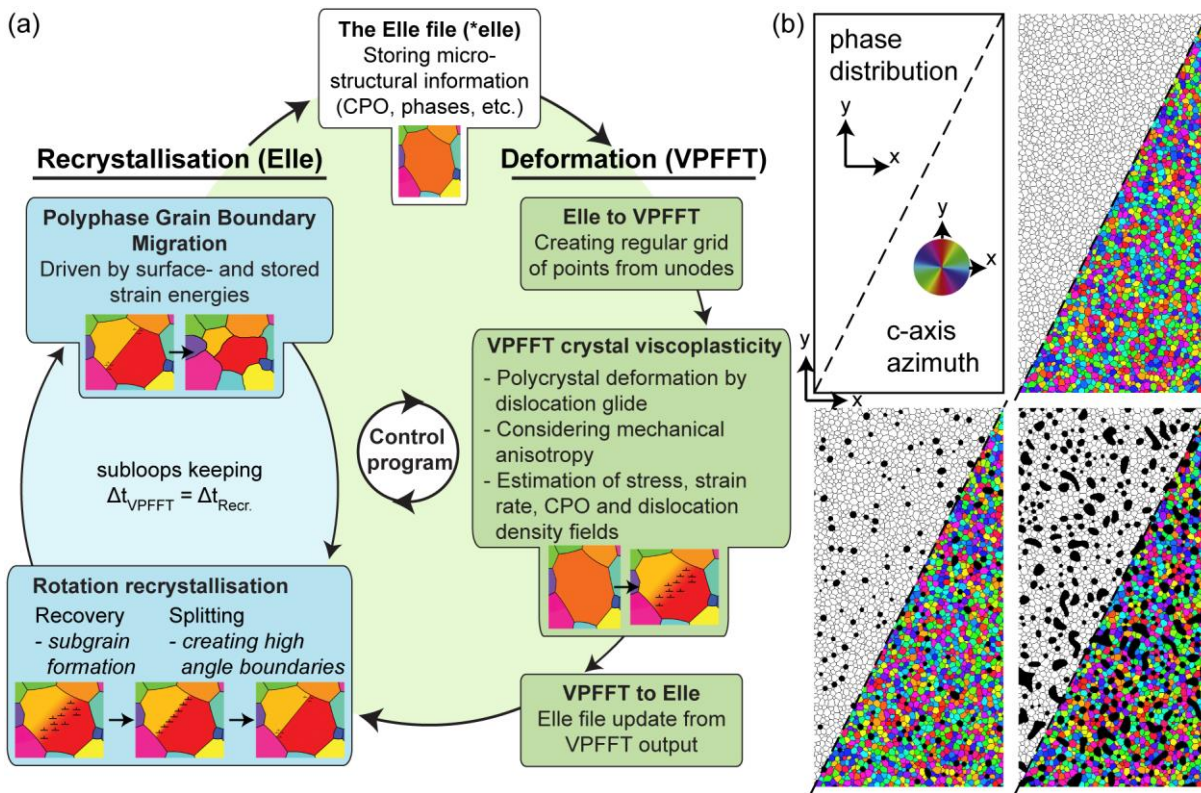 (a)
The Elle file (*elle)
Storing micro-
structural information
(CPO, phases, etc.)
Recrystallisation (Elle)
Deformation (VPFFT)
Polyphase Grain Boundary
Migration
Driven by surface- and stored
strain energies
Elle to VPFFT
Creating regular grid
of points from unodes
VPFFT crystal viscoplasticity
- Polycrystal deformation by
dislocation glide
- Considering mechanical
anisotropy
- Estimation of stress, strain
rate, CPO and dislocation
density fields
Control
program
subloops keeping
Δt_VPFFT = Δt_Recr.
Rotation recrystallisation
Recovery
- subgrain
formation
Splitting
- creating high
angle boundaries
VPFFT to Elle
Elle file update from
VPFFT output
(b)
phase
distribution
y
x
y
x
c-axis
azimuth
y
x